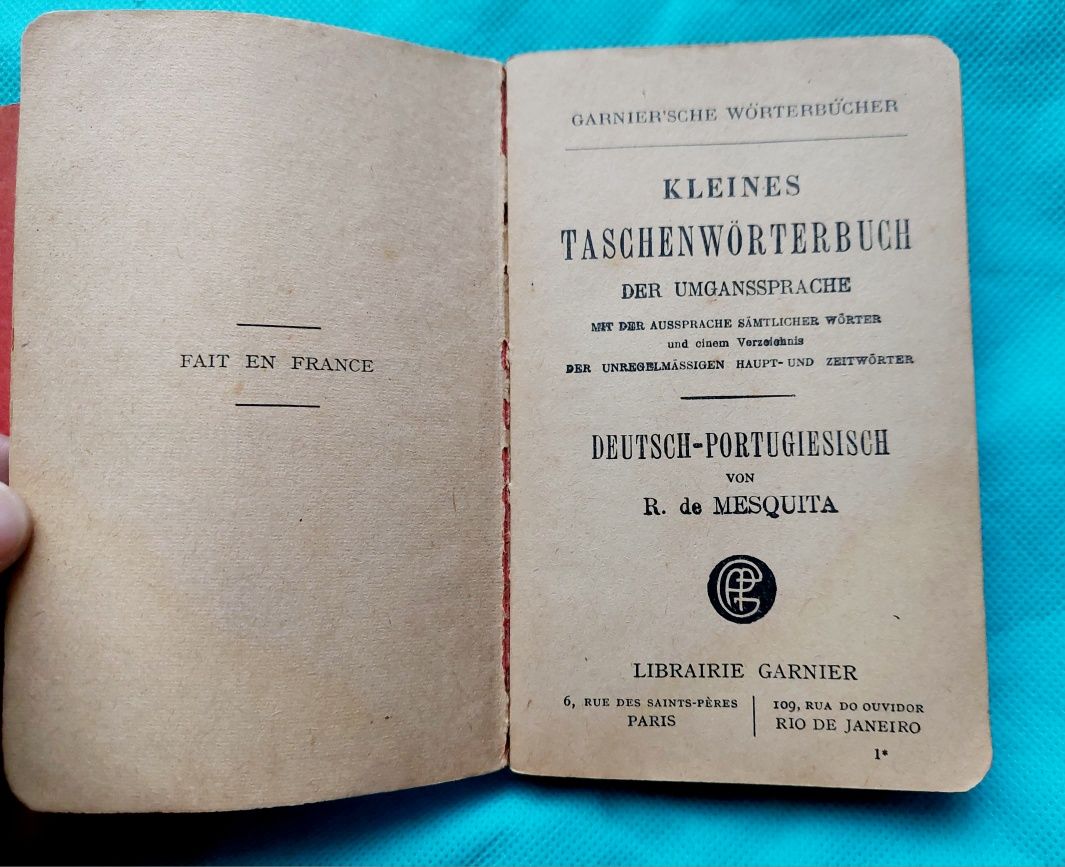 FAIT EN FRANCE
GARNIER'SCHE WÖRTERBÜCHER
KLEINES
TASCHENWÖRTERBUCH
DER UMGANSSPRACHE
MIT DER AUSSPRACHE SÄMTLICHER WÖRTER
und einem Verzeichnis
DER UNREGELMÄSSIGEN HAUPT- UND ZEITWÖRTER
DEUTSCH-PORTUGIESISCH
VON
R. de MESQUITA
LIBRAIRIE GARNIER
6, RUE DES SAINTS-PÈRES
PARIS
109, RUA DO OUVIDOR
RIO DE JANEIRO
1*